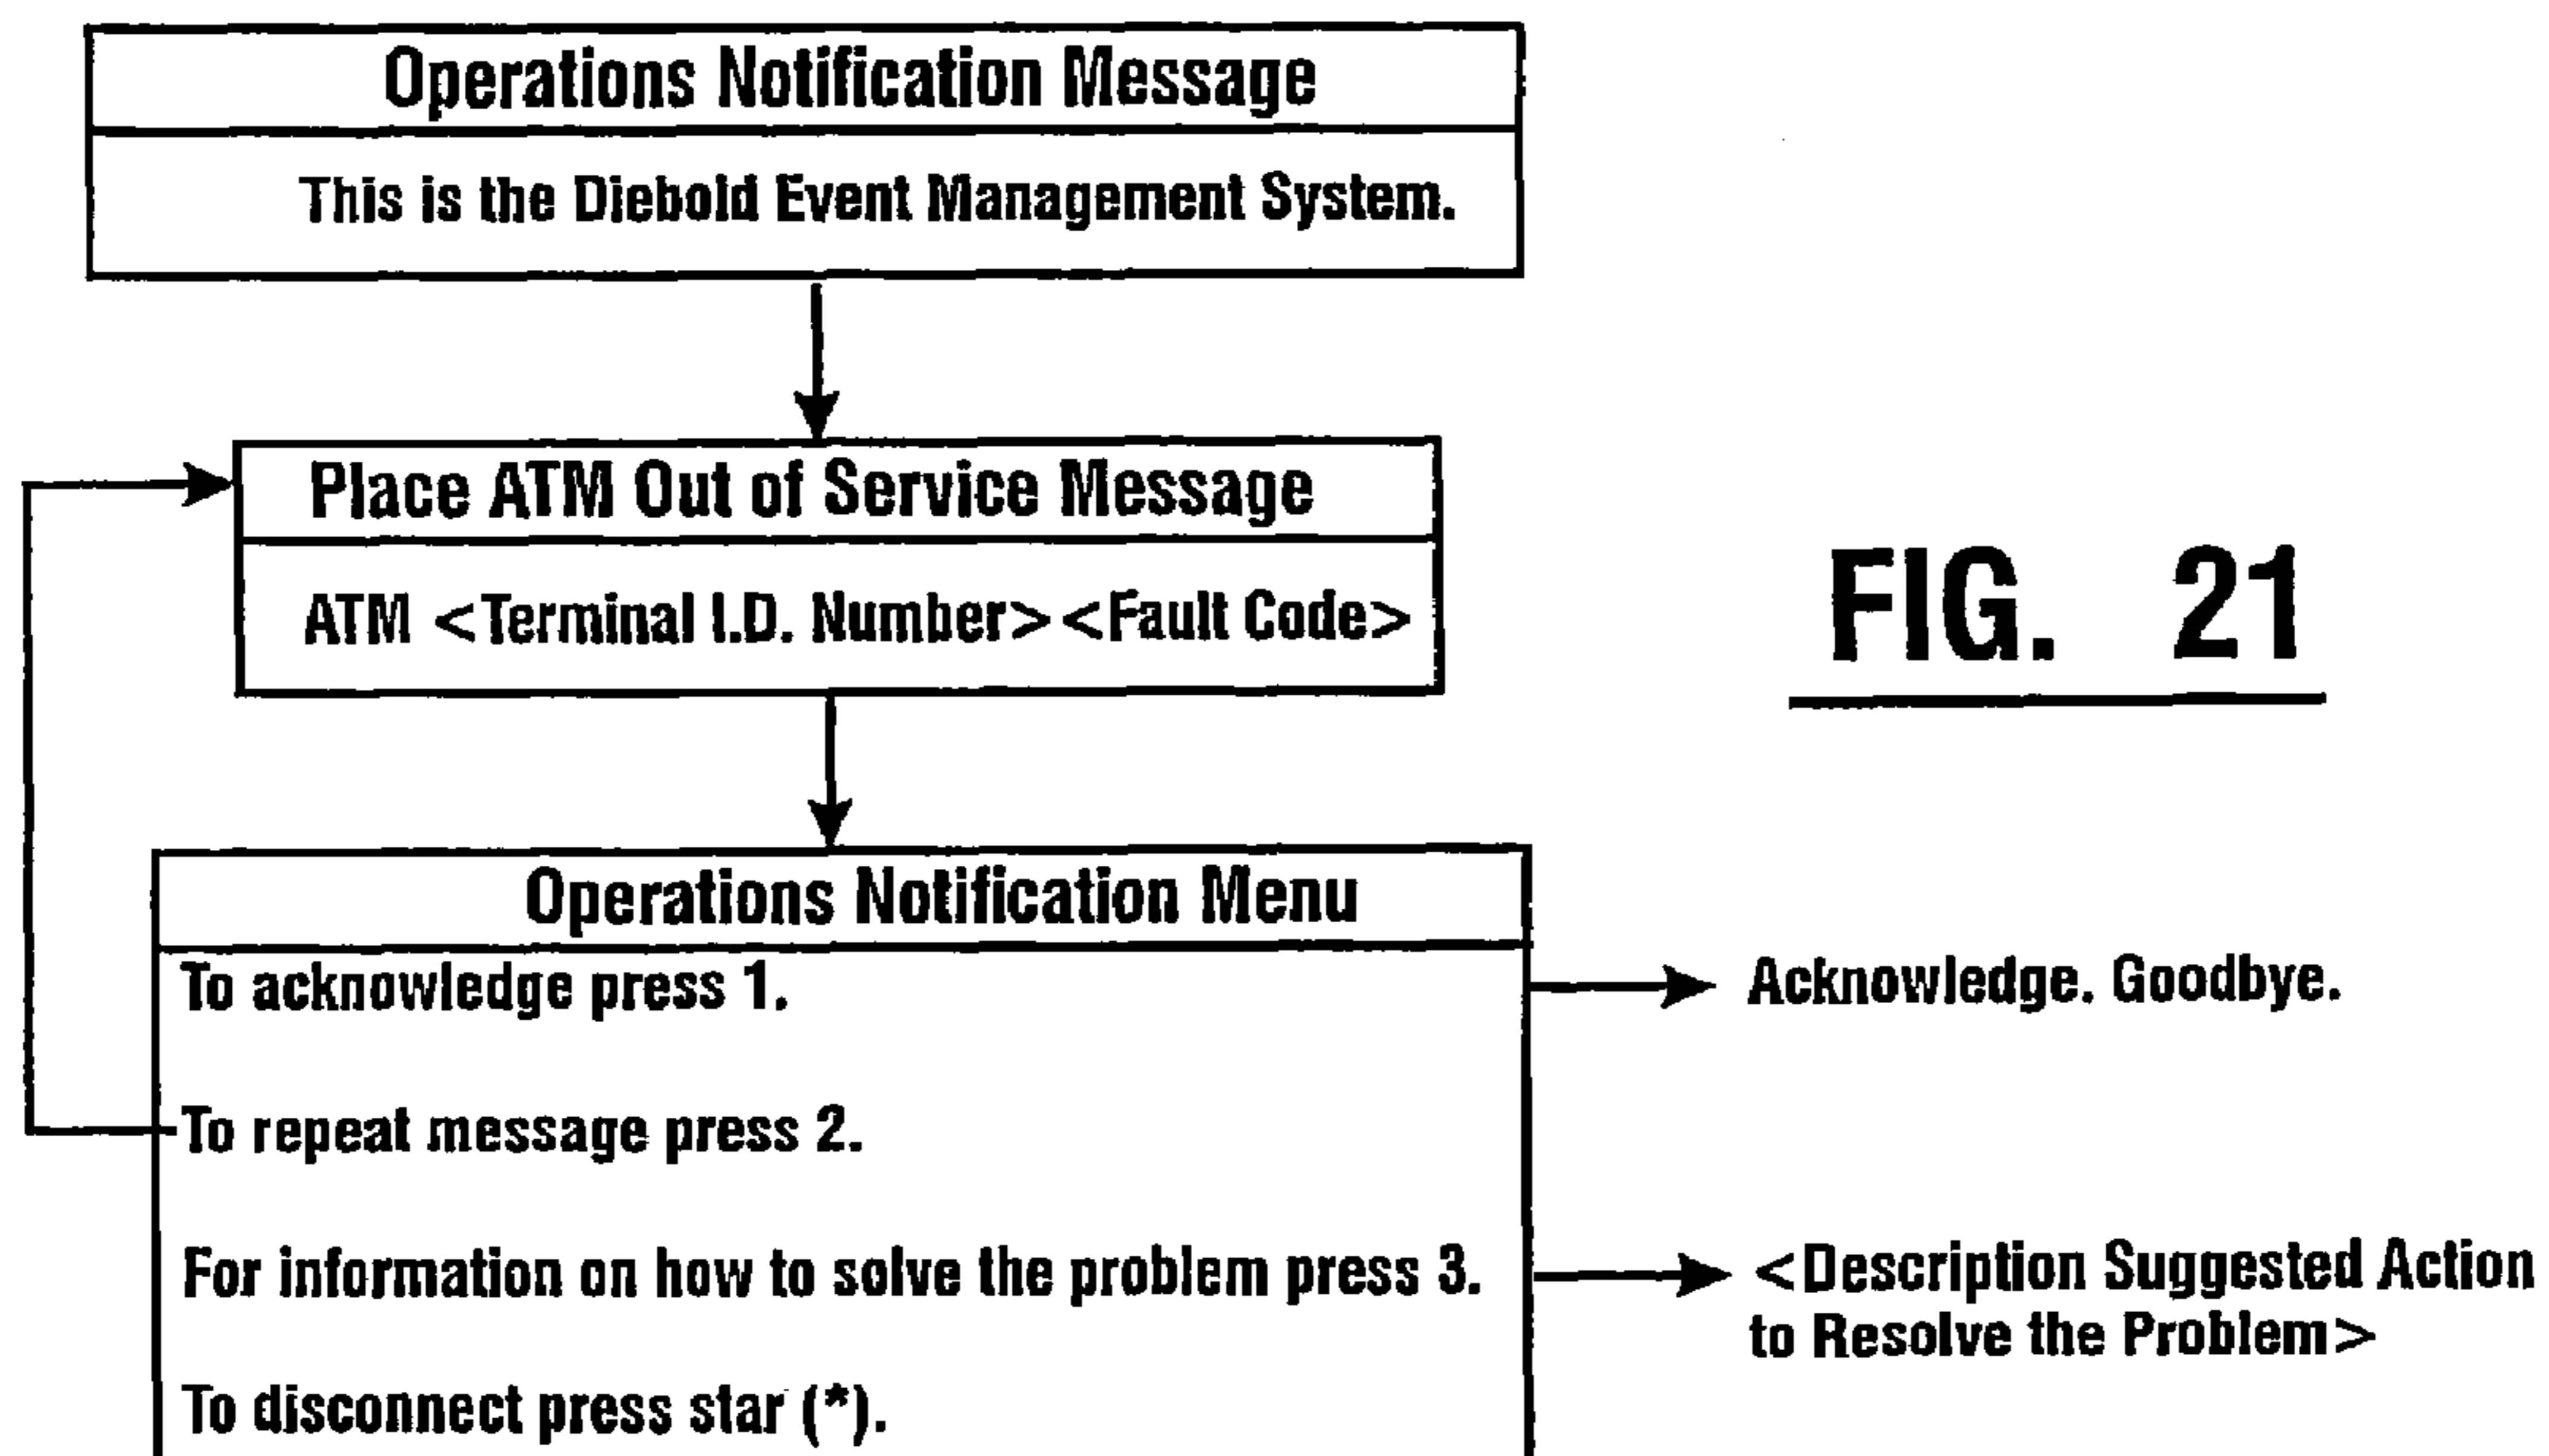 Operations Notification Message
This is the Diebold Event Management System.
Place ATM Out of Service Message
ATM <Terminal I.D. Number> <Fault Code>
FIG. 21
Operations Notification Menu
To acknowledge press 1.
Acknowledge. Goodbye.
To repeat message press 2.
For information on how to solve the problem press 3.
<Description Suggested Action
to Resolve the Problem>
To disconnect press star (*).